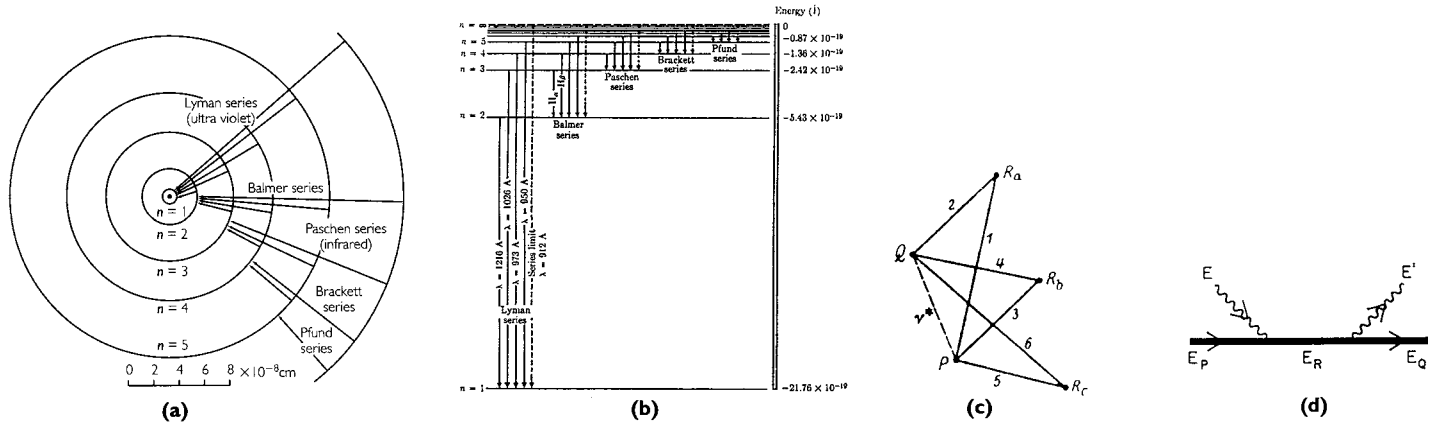 Lyman series
(ultra violet)
Balmer series
Paschen series
(infrared)
Brackett
series
Pfund
series
n = 1
n = 2
n = 3
n = 4
n = 5
0 2 4 6 8 ×10⁻⁸cm
(a)
Energy (J)
n = ∞
0
-0.87 × 10⁻¹⁹
n = 5
n = 4
-1.36 × 10⁻¹⁹
n = 3
-2.42 × 10⁻¹⁹
n = 2
-5.43 × 10⁻¹⁹
n = 1
-21.76 × 10⁻¹⁹
Pfund
series
Brackett
series
Paschen
series
Hα
Hβ
Balmer
series
λ = 1216 Å
λ = 1026 Å
λ = 973 Å
λ = 950 Å
Series limit
λ = 912 Å
Lyman
series
(b)
Rₐ
2
1
Q
4
R_b
ν*
3
6
P
5
R_c
(c)
E
E'
E_P
E_R
E_Q
(d)